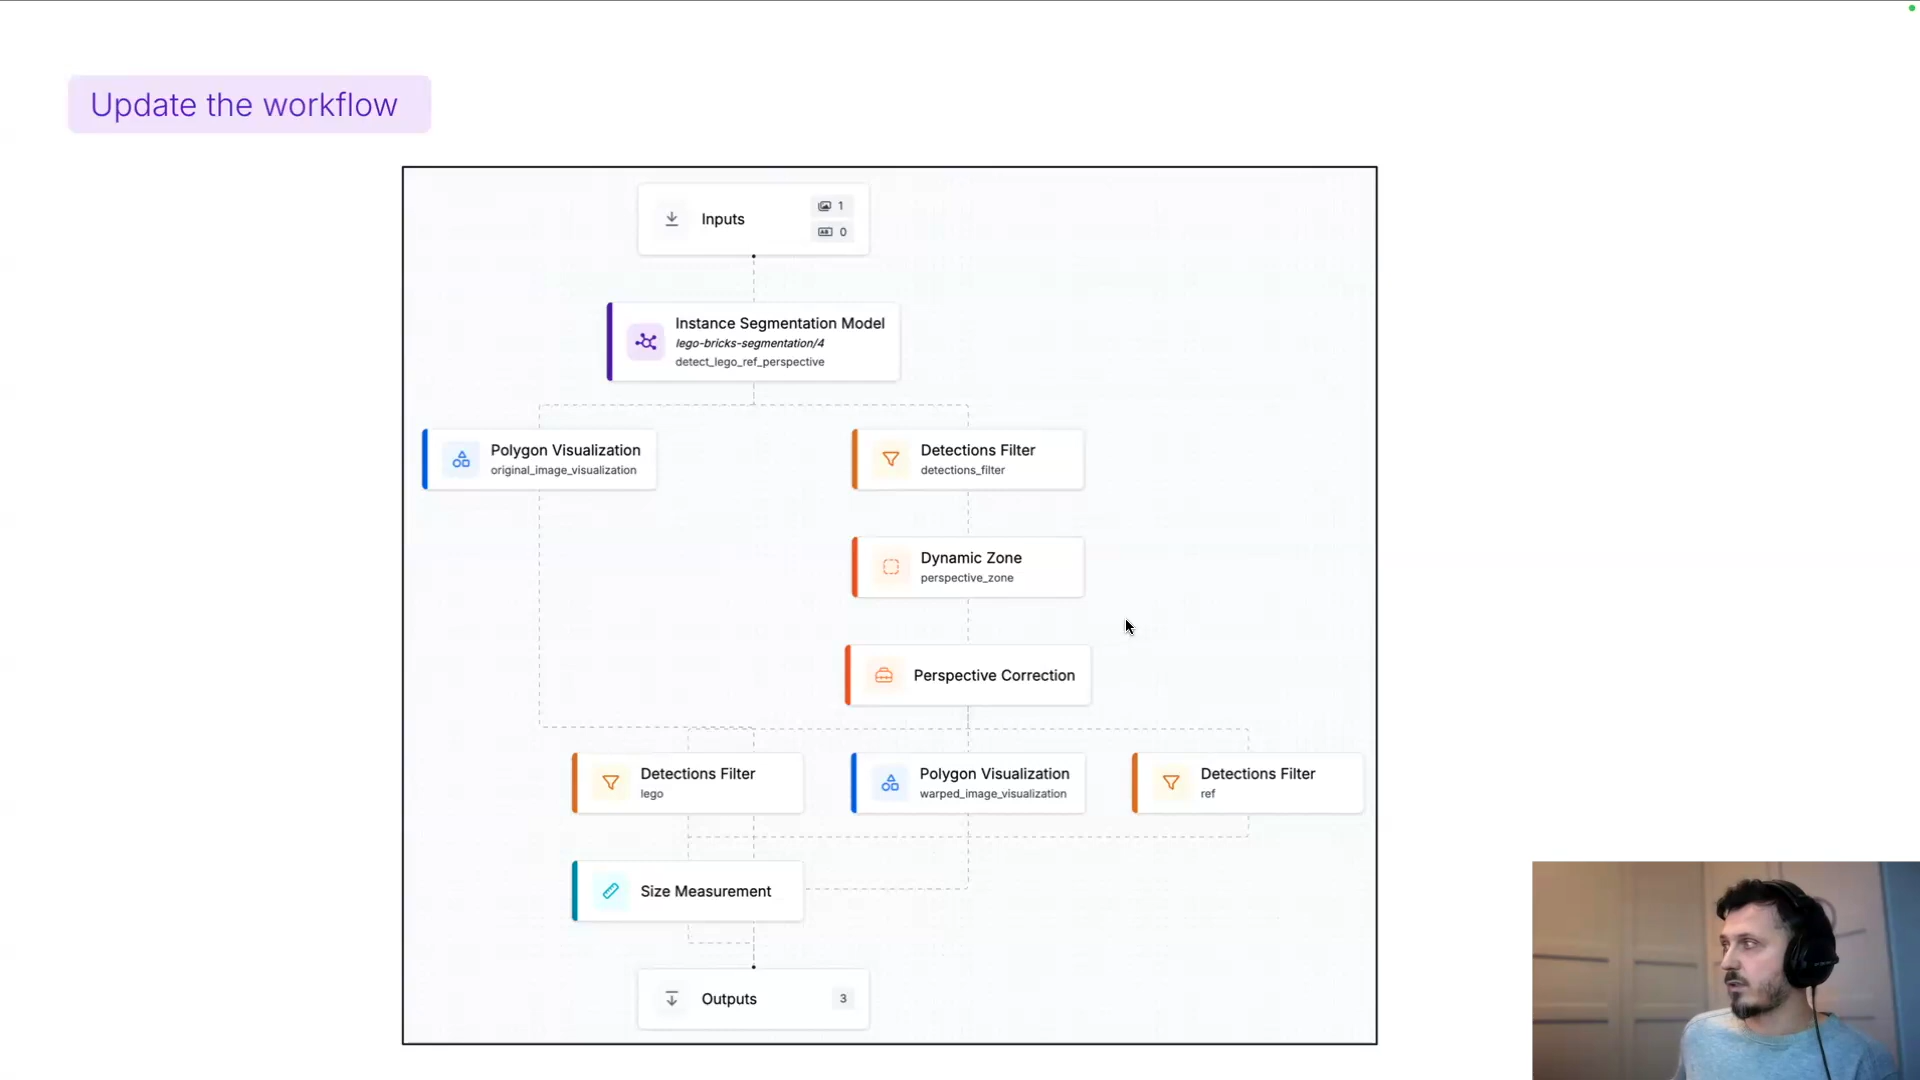 Update the workflow
Inputs
1
0
Instance Segmentation Model
lego-bricks-segmentation/4
detect_lego_ref_perspective
Polygon Visualization
original_image_visualization
Detections Filter
detections_filter
Dynamic Zone
perspective_zone
Perspective Correction
Detections Filter
lego
Polygon Visualization
warped_image_visualization
Detections Filter
ref
Size Measurement
Outputs
3